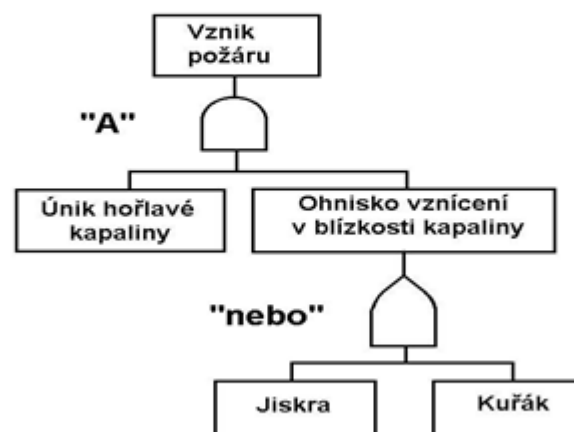 Vznik
požáru
"A"
Únik hořlavé
kapaliny
Ohnisko vznícení
v blízkosti kapaliny
"nebo"
Jiskra
Kuřák